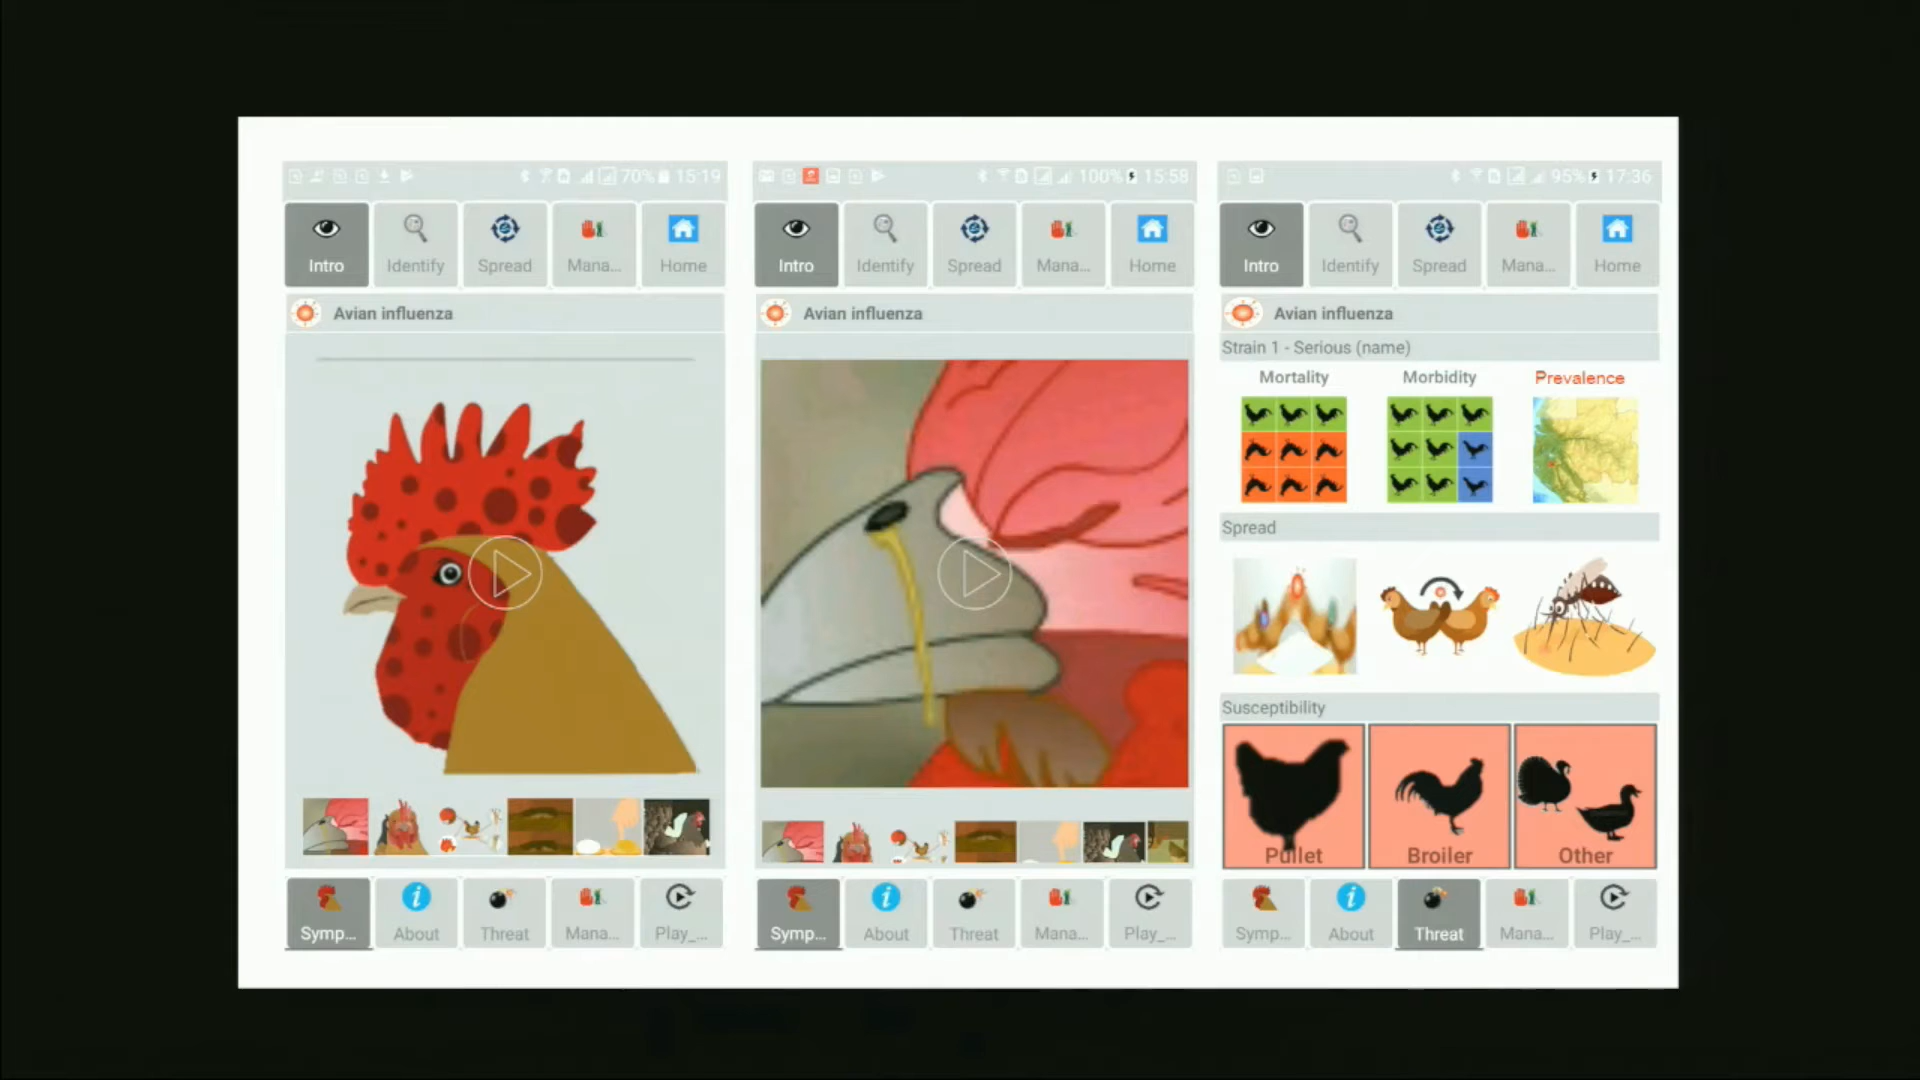 70% 15:19
Intro Identify Spread Mana... Home
Avian influenza
Symp... About Threat Mana... Play_...
100% 15:58
Intro Identify Spread Mana... Home
Avian influenza
Symp... About Threat Mana... Play_...
95% 17:36
Intro Identify Spread Mana... Home
Avian influenza
Strain 1 - Serious (name)
Mortality Morbidity Prevalence
Spread
Susceptibility
Pullet Broiler Other
Symp... About Threat Mana... Play_...